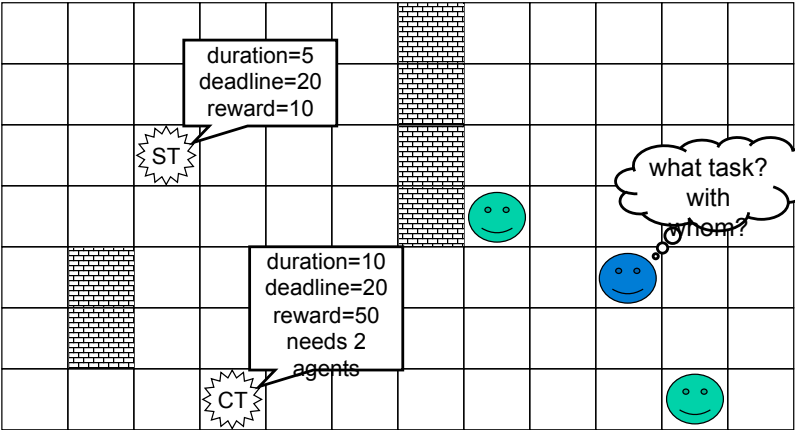 duration=5
deadline=20
reward=10
ST
what task?
with
whom?
duration=10
deadline=20
reward=50
needs 2
agents
CT